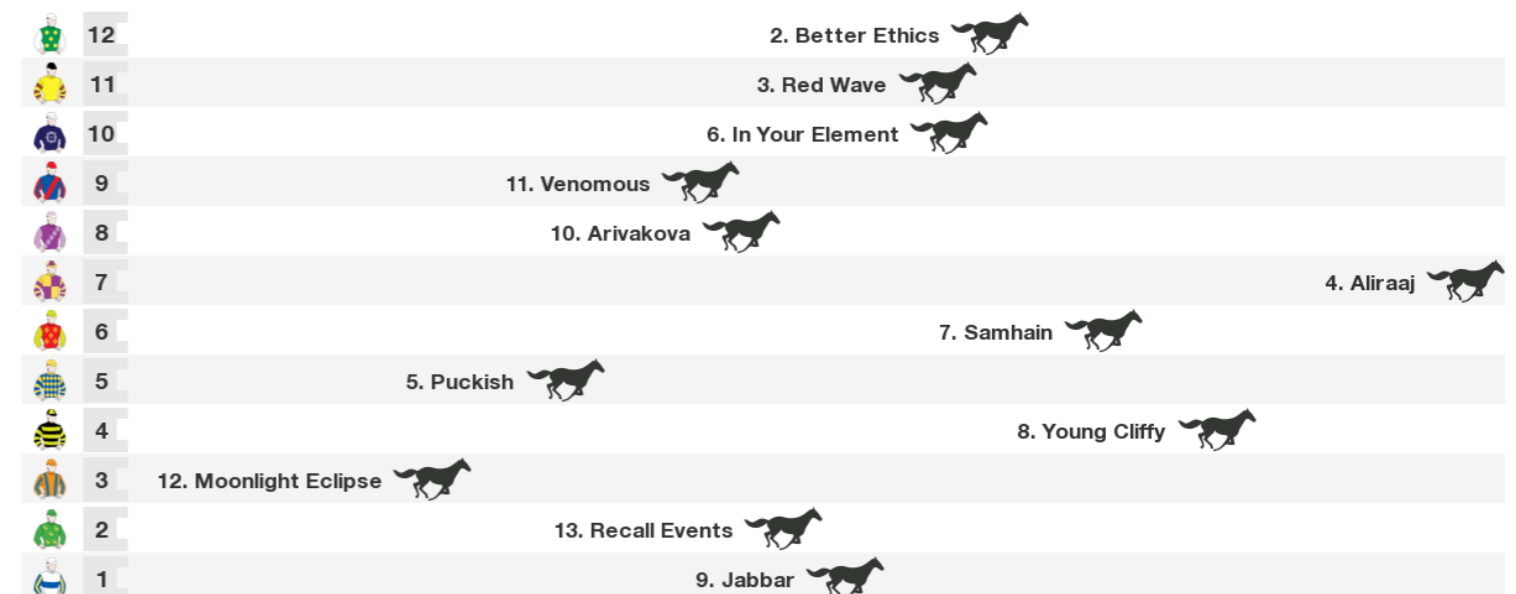 12 2. Better Ethics
11 3. Red Wave
10 6. In Your Element
9 11. Venomous
8 10. Arivakova
7 4. Aliraaj
6 7. Samhain
5 5. Puckish
4 8. Young Cliffy
3 12. Moonlight Eclipse
2 13. Recall Events
1 9. Jabbar